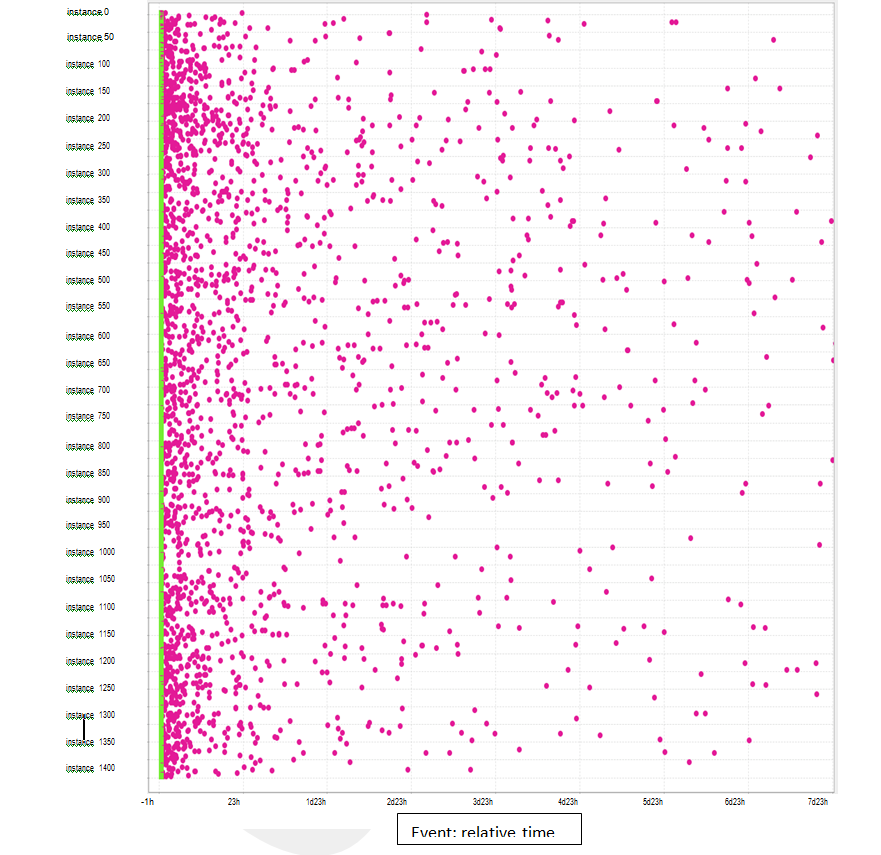 instance 0
instance 50
instance 100
instance 150
instance 200
instance 250
instance 300
instance 350
instance 400
instance 450
instance 500
instance 550
instance 600
instance 650
instance 700
instance 750
instance 800
instance 850
instance 900
instance 950
instance 1000
instance 1050
instance 1100
instance 1150
instance 1200
instance 1250
instance 1300
instance 1350
instance 1400
-1h 23h 1d23h 2d23h 3d23h 4d23h 5d23h 6d23h 7d23h
Event: relative time